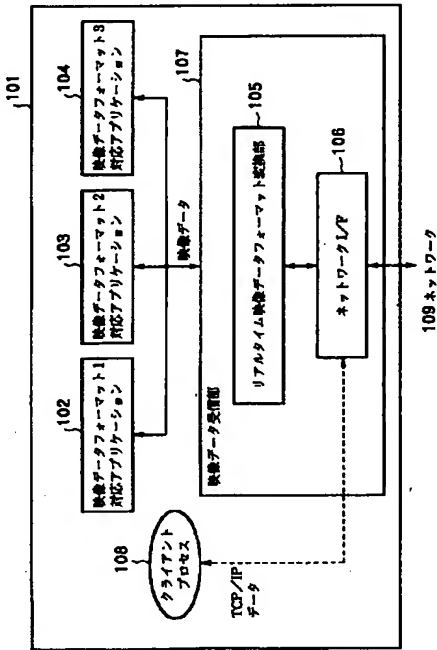 101
102
映像データフォーマット1
対応アプリケーション
103
映像データフォーマット2
対応アプリケーション
104
映像データフォーマット3
対応アプリケーション
映像データ
107
105
リアルタイム映像データフォーマット変換部
106
ネットワークI/F
映像データ受信部
108
クライアント
プロセス
TCP/IP
データ
109 ネットワーク